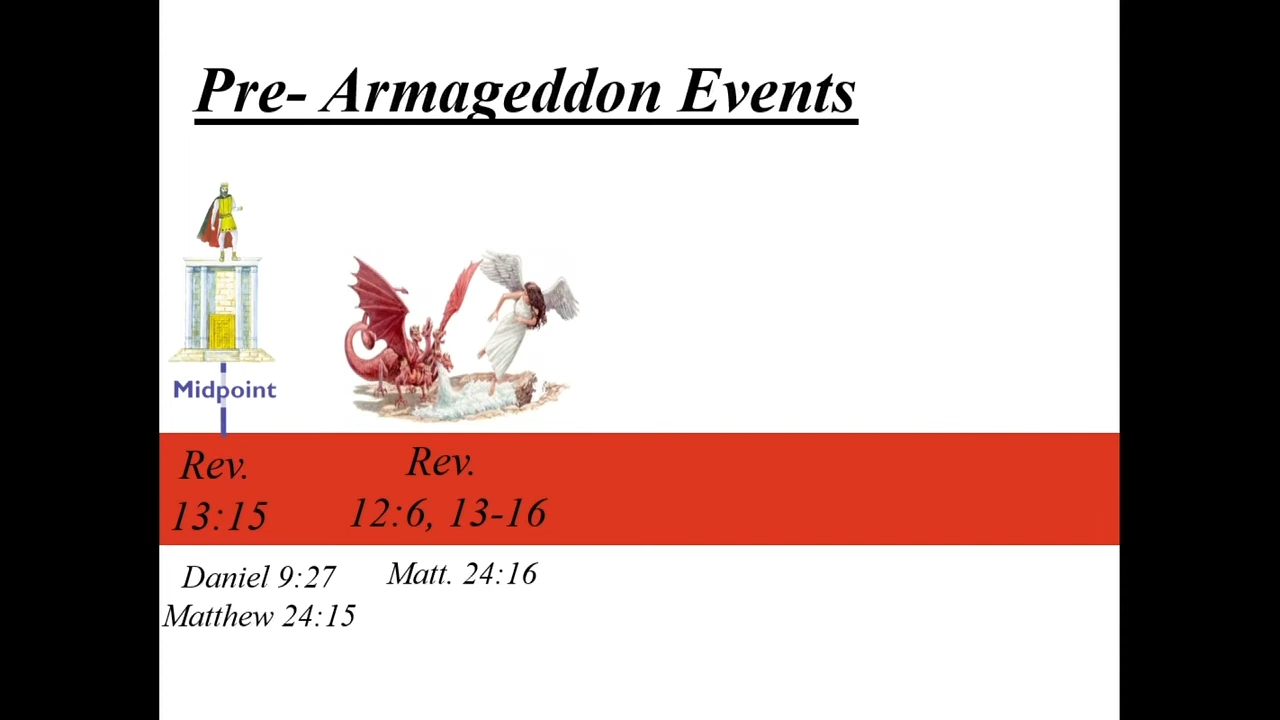 Pre- Armageddon Events
Midpoint
Rev.
13:15
Rev.
12:6, 13-16
Daniel 9:27
Matthew 24:15
Matt. 24:16